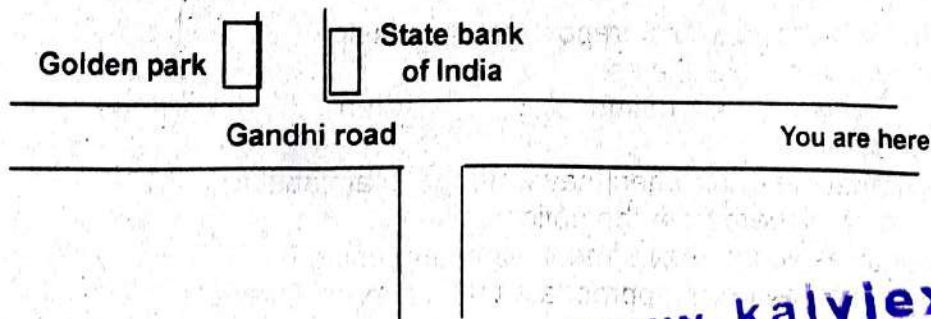 Golden park
State bank
of India
Gandhi road
You are here